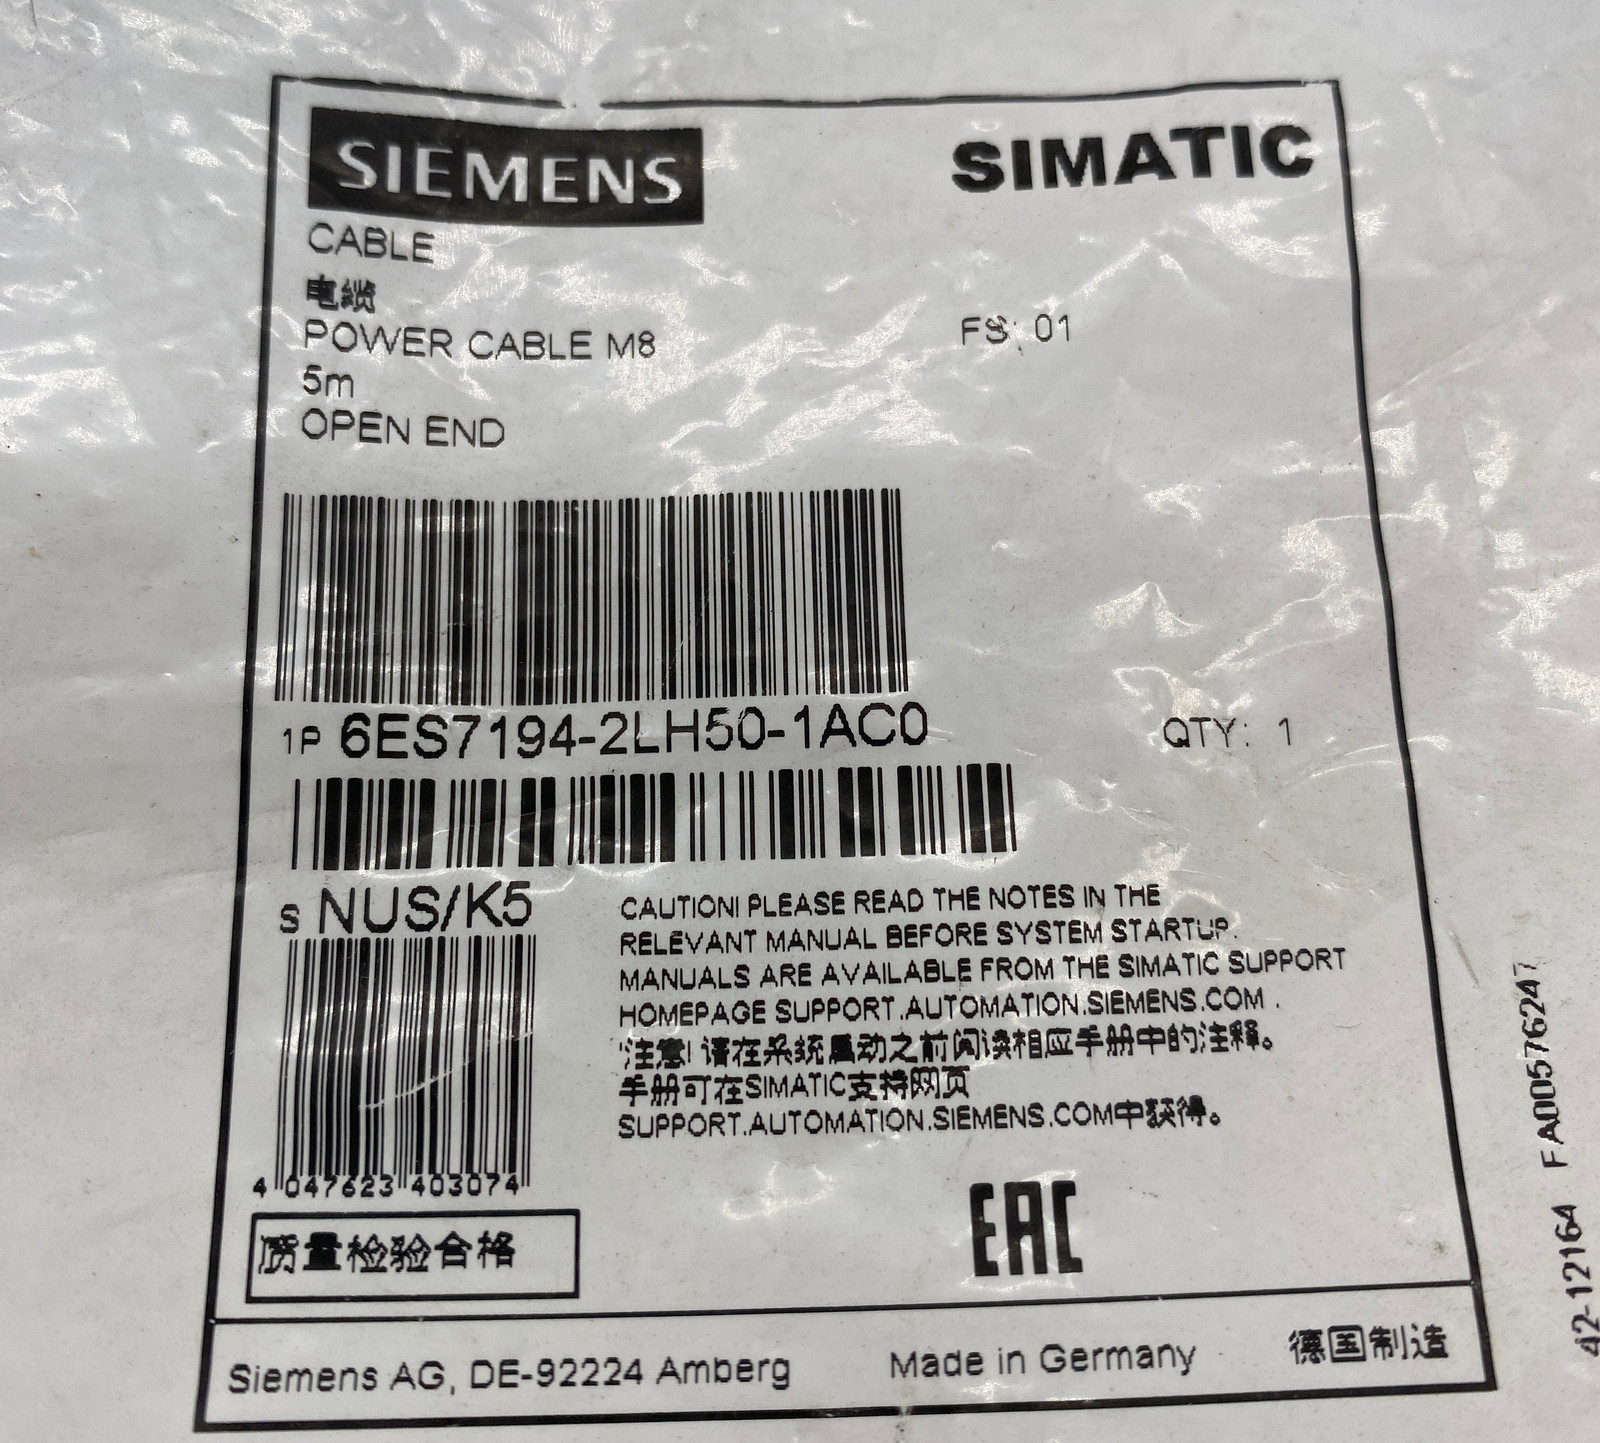 SIEMENS
SIMATIC
CABLE
电缆
POWER CABLE M8
FS: 01
5m
OPEN END
1P 6ES7194-2LH50-1AC0
QTY: 1
S NUS/K5
CAUTION! PLEASE READ THE NOTES IN THE
RELEVANT MANUAL BEFORE SYSTEM STARTUP.
MANUALS ARE AVAILABLE FROM THE SIMATIC SUPPORT
HOMEPAGE SUPPORT.AUTOMATION.SIEMENS.COM .
注意! 请在系统启动之前阅读相应手册中的注释。
手册可在SIMATIC支持网页
SUPPORT.AUTOMATION.SIEMENS.COM中获得。
4 047623 403074
质量检验合格
EAC
Siemens AG, DE-92224 Amberg
Made in Germany
德国制造
42-12164 FA00576247